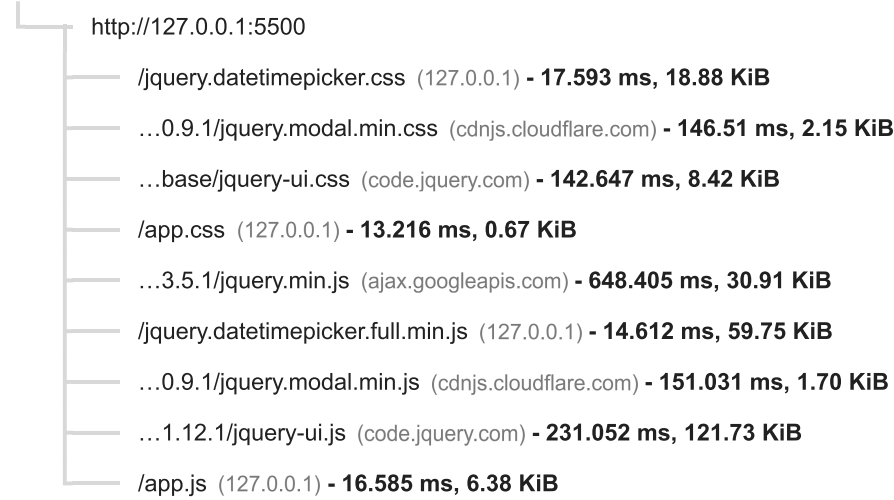 http://127.0.0.1:5500
/jquery.datetimepicker.css (127.0.0.1) - 17.593 ms, 18.88 KiB
…0.9.1/jquery.modal.min.css (cdnjs.cloudflare.com) - 146.51 ms, 2.15 KiB
…base/jquery-ui.css (code.jquery.com) - 142.647 ms, 8.42 KiB
/app.css (127.0.0.1) - 13.216 ms, 0.67 KiB
…3.5.1/jquery.min.js (ajax.googleapis.com) - 648.405 ms, 30.91 KiB
/jquery.datetimepicker.full.min.js (127.0.0.1) - 14.612 ms, 59.75 KiB
…0.9.1/jquery.modal.min.js (cdnjs.cloudflare.com) - 151.031 ms, 1.70 KiB
…1.12.1/jquery-ui.js (code.jquery.com) - 231.052 ms, 121.73 KiB
/app.js (127.0.0.1) - 16.585 ms, 6.38 KiB